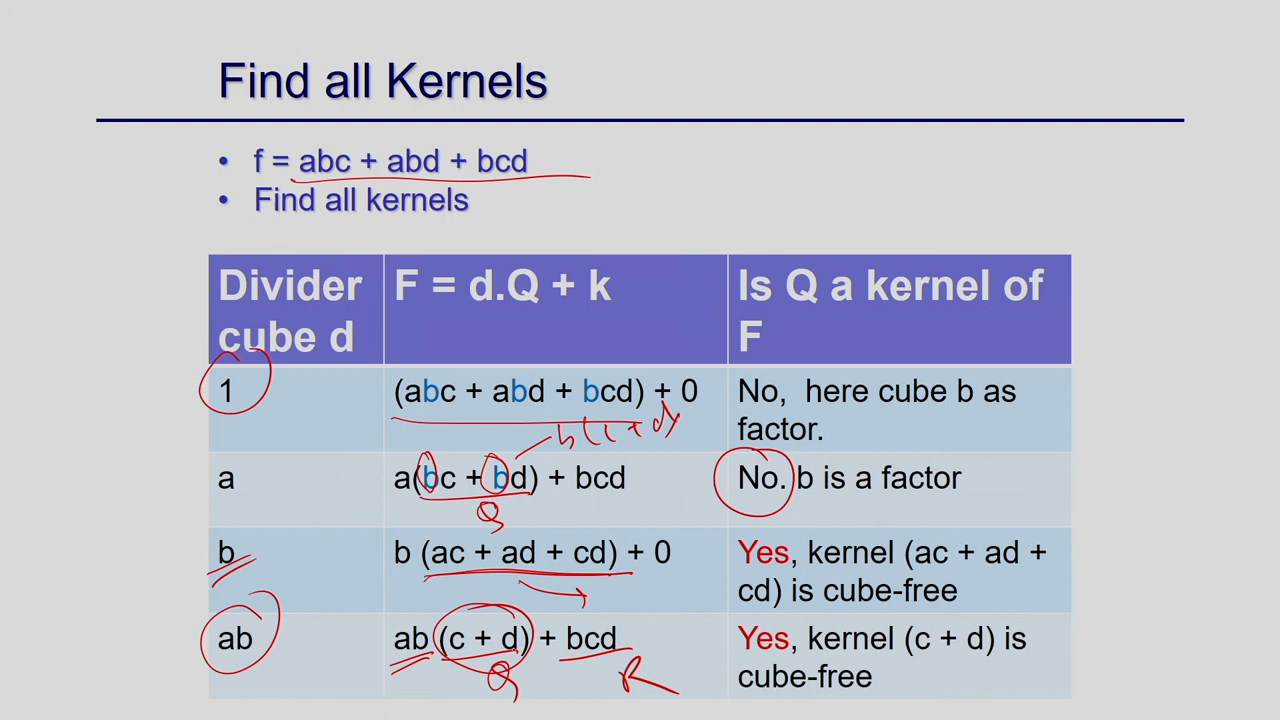 Find all Kernels
• f = abc + abd + bcd
• Find all kernels
Divider cube d
F = d.Q + k
Is Q a kernel of F
1
(abc + abd + bcd) + 0
No, here cube b as factor.
b(c + d)
a
a(bc + bd) + bcd
No. b is a factor
Q
b
b (ac + ad + cd) + 0
Yes, kernel (ac + ad + cd) is cube-free
ab
ab (c + d) + bcd
Yes, kernel (c + d) is cube-free
Q
R